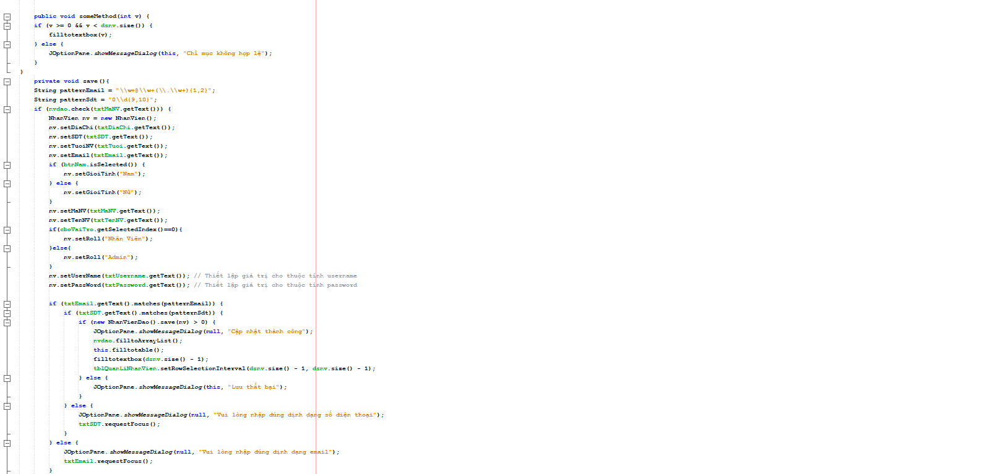 public void someMethod(int v) {
if (v >= 0 && v < dsnv.size()) {
filltotextbox(v);
} else {
JOptionPane.showMessageDialog(this, "Chỉ mục không hợp lệ");
}
}
private void save(){
String patternEmail = "\\w+@\\w+(\\.\\w+){1,2}";
String patternSdt = "0\\d{9,10}";
if (nvdao.check(txtMaNV.getText())) {
NhanVien nv = new NhanVien();
nv.setDiaChi(txtDiaChi.getText());
nv.setSDT(txtSDT.getText());
nv.setTuoiNV(txtTuoi.getText());
nv.setEmail(txtEmail.getText());
if (btnNam.isSelected()) {
nv.setGioiTinh("Nam");
} else {
nv.setGioiTinh("Nữ");
}
nv.setMaNV(txtMaNV.getText());
nv.setTenNV(txtTenNV.getText());
if(cboVaiTro.getSelectedIndex()==0){
nv.setRoll("Nhân Viên");
}else{
nv.setRoll("Admin");
}
nv.setUserName(txtUsername.getText()); // Thiết lập giá trị cho thuộc tính username
nv.setPassWord(txtPassword.getText()); // Thiết lập giá trị cho thuộc tính password
if (txtEmail.getText().matches(patternEmail)) {
if (txtSDT.getText().matches(patternSdt)) {
if (new NhanVienDao().save(nv) > 0) {
JOptionPane.showMessageDialog(null, "Cập nhật thành công");
nvdao.filltoArrayList();
this.filltotable();
filltotextbox(dsnv.size() - 1);
tblQuanLiNhanVien.setRowSelectionInterval(dsnv.size() - 1, dsnv.size() - 1);
} else {
JOptionPane.showMessageDialog(this, "Lưu thất bại");
}
} else {
JOptionPane.showMessageDialog(null, "Vui lòng nhập đúng định dạng số điện thoại");
txtSDT.requestFocus();
}
} else {
JOptionPane.showMessageDialog(null, "Vui lòng nhập đúng định dạng email");
txtEmail.requestFocus();
}